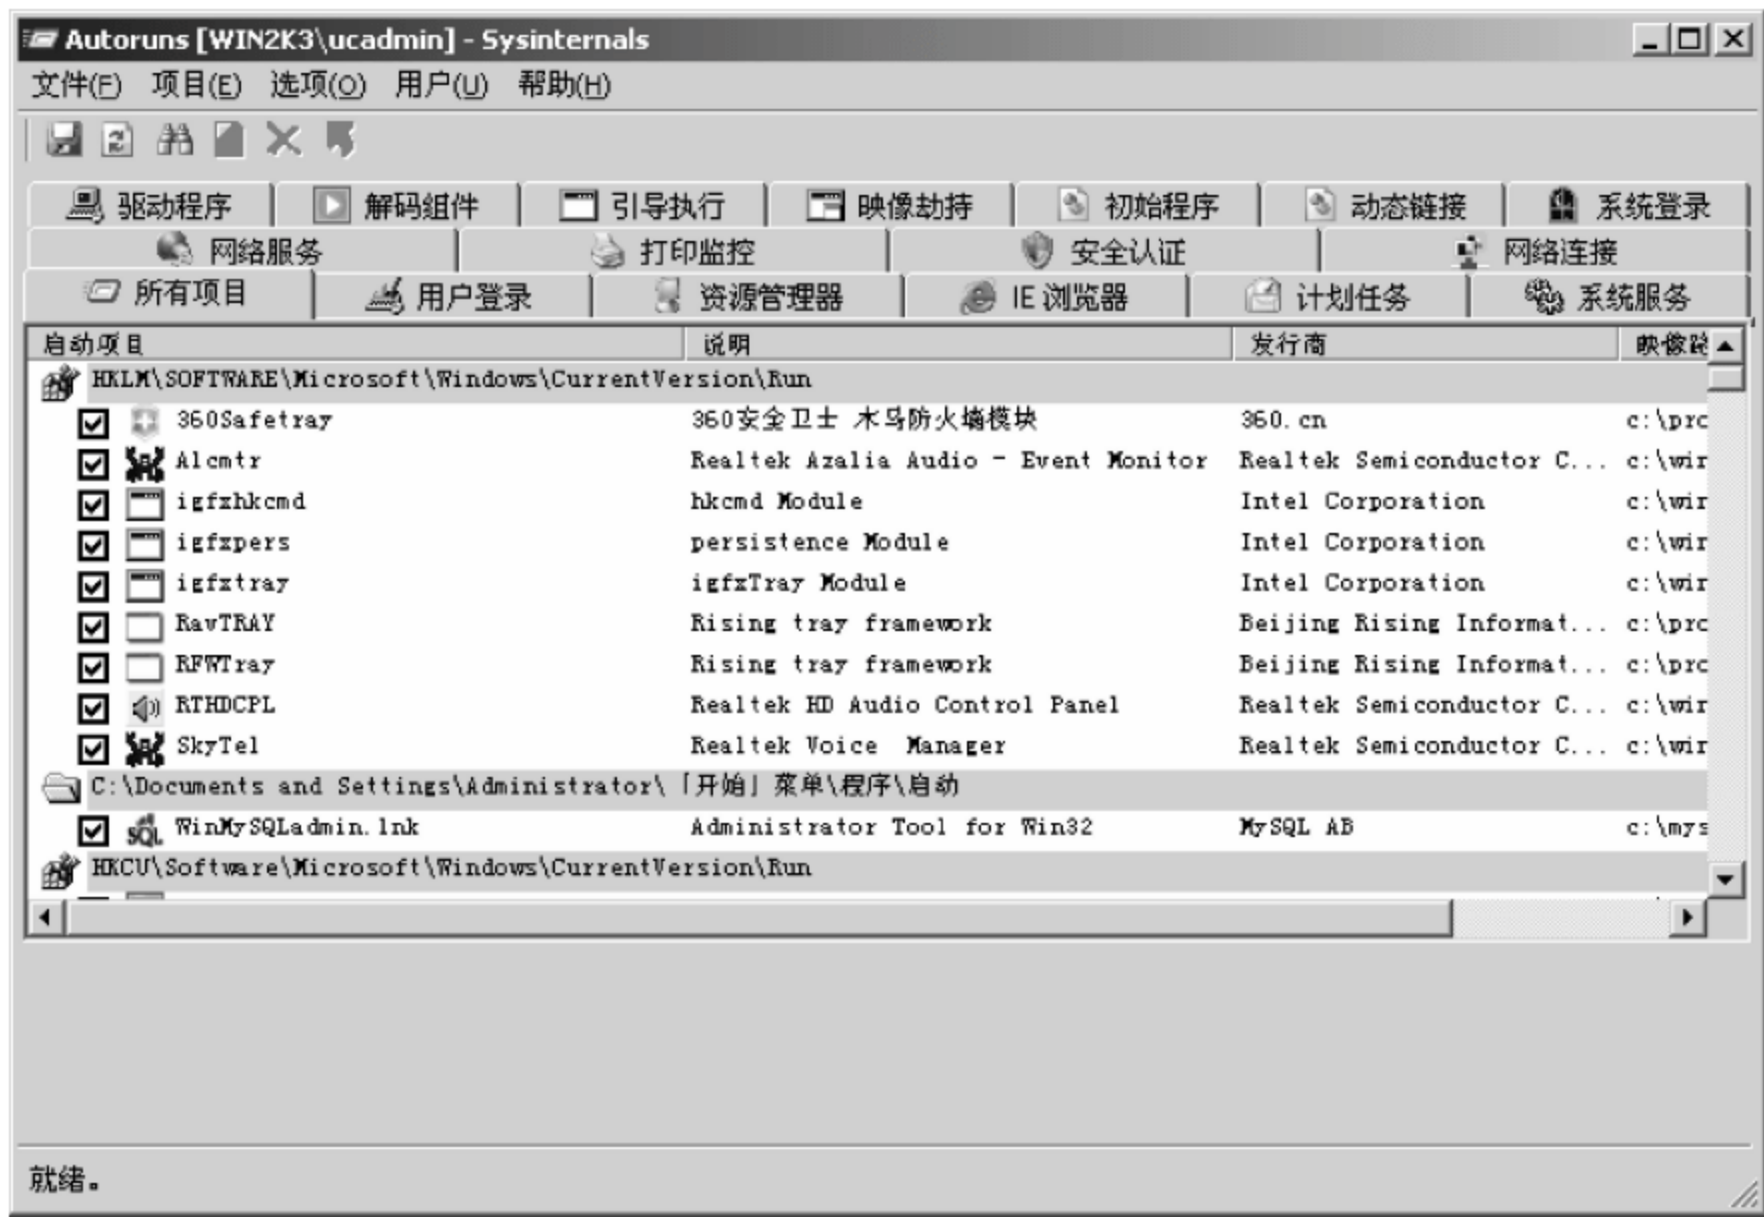 Autoruns [WIN2K3\ucadmin] - Sysinternals
文件(F) 项目(E) 选项(O) 用户(U) 帮助(H)
驱动程序 解码组件 引导执行 映像劫持 初始程序 动态链接 系统登录
网络服务 打印监控 安全认证 网络连接
所有项目 用户登录 资源管理器 IE 浏览器 计划任务 系统服务
启动项目 说明 发行商 映像路
HKLM\SOFTWARE\Microsoft\Windows\CurrentVersion\Run
360Safetray 360安全卫士 木马防火墙模块 360.cn c:\pro
Alcmtr Realtek Azalia Audio - Event Monitor Realtek Semiconductor C... c:\win
igfxhkcmd hkcmd Module Intel Corporation c:\win
igfxpers persistence Module Intel Corporation c:\win
igfxtray igfxTray Module Intel Corporation c:\win
RavTRAY Rising tray framework Beijing Rising Informat... c:\pro
RFWTray Rising tray framework Beijing Rising Informat... c:\pro
RTHDCPL Realtek HD Audio Control Panel Realtek Semiconductor C... c:\win
SkyTel Realtek Voice Manager Realtek Semiconductor C... c:\win
C:\Documents and Settings\Administrator\「开始」菜单\程序\启动
SQL WinMySQLadmin.lnk Administrator Tool for Win32 MySQL AB c:\mys
HKCU\Software\Microsoft\Windows\CurrentVersion\Run
就绪。